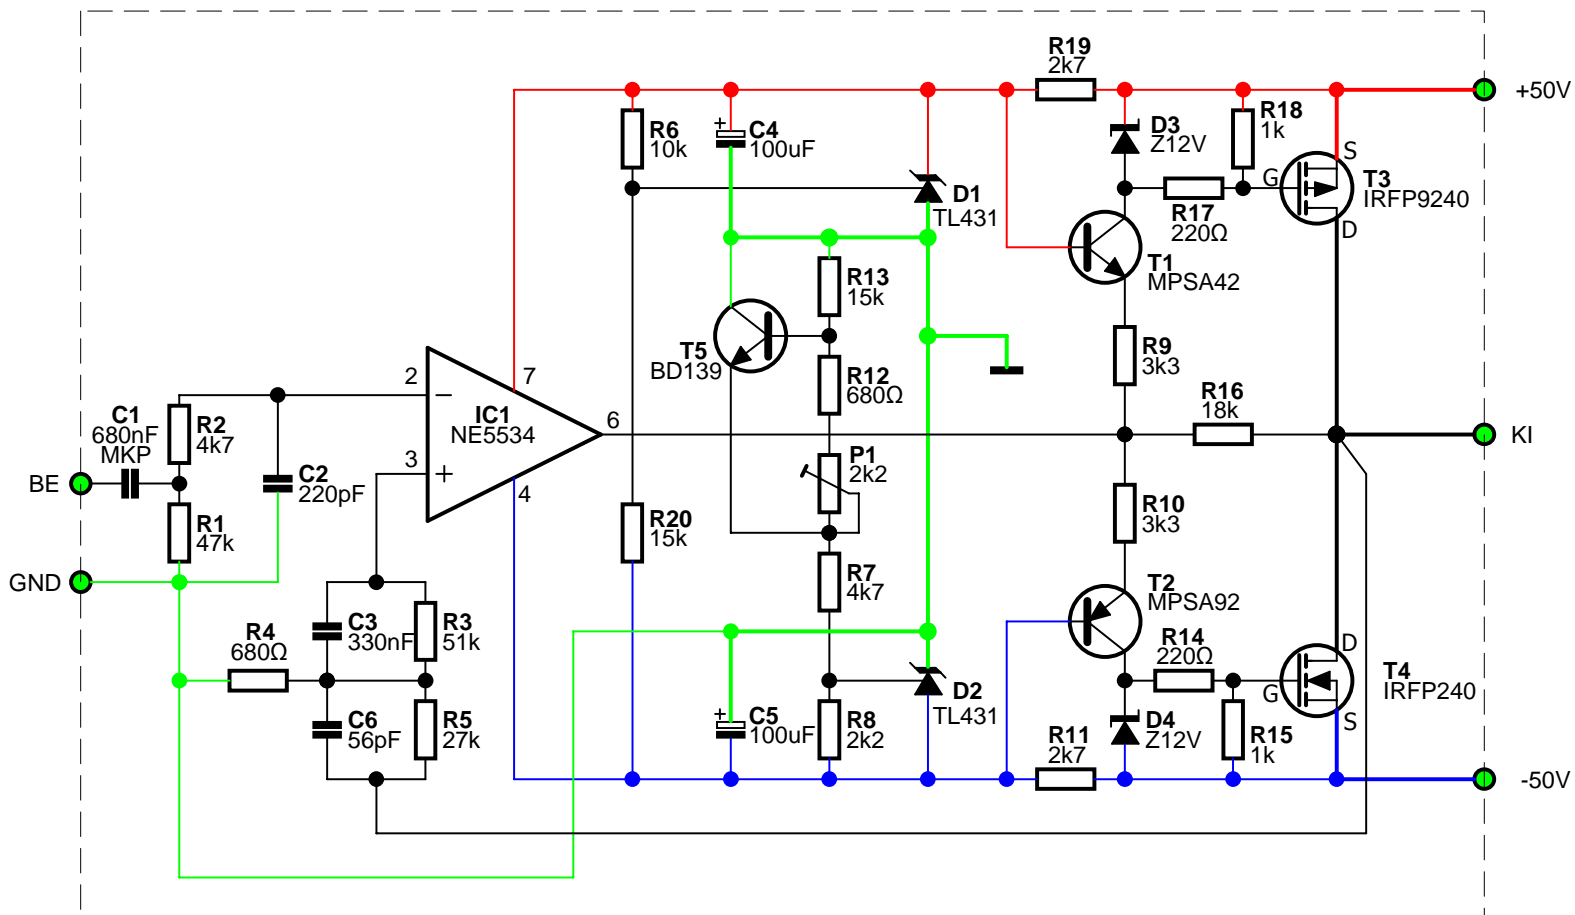 R19
2k7
+50V
R6
10k
+
C4
100uF
D3
Z12V
R18
1k
S
G
T3
IRFP9240
D1
TL431
R17
220Ω
D
T1
MPSA42
R13
15k
T5
BD139
R9
3k3
R12
680Ω
2
7
C1
680nF
MKP
R2
4k7
−
IC1
NE5534
6
R16
18k
KI
3
+
P1
2k2
BE
C2
220pF
4
R10
3k3
R1
47k
R20
15k
GND
R7
4k7
T2
MPSA92
R4
680Ω
C3
330nF
R3
51k
R14
220Ω
D
G
T4
IRFP240
D2
TL431
S
C6
56pF
R5
27k
+
C5
100uF
R8
2k2
R11
2k7
D4
Z12V
R15
1k
-50V